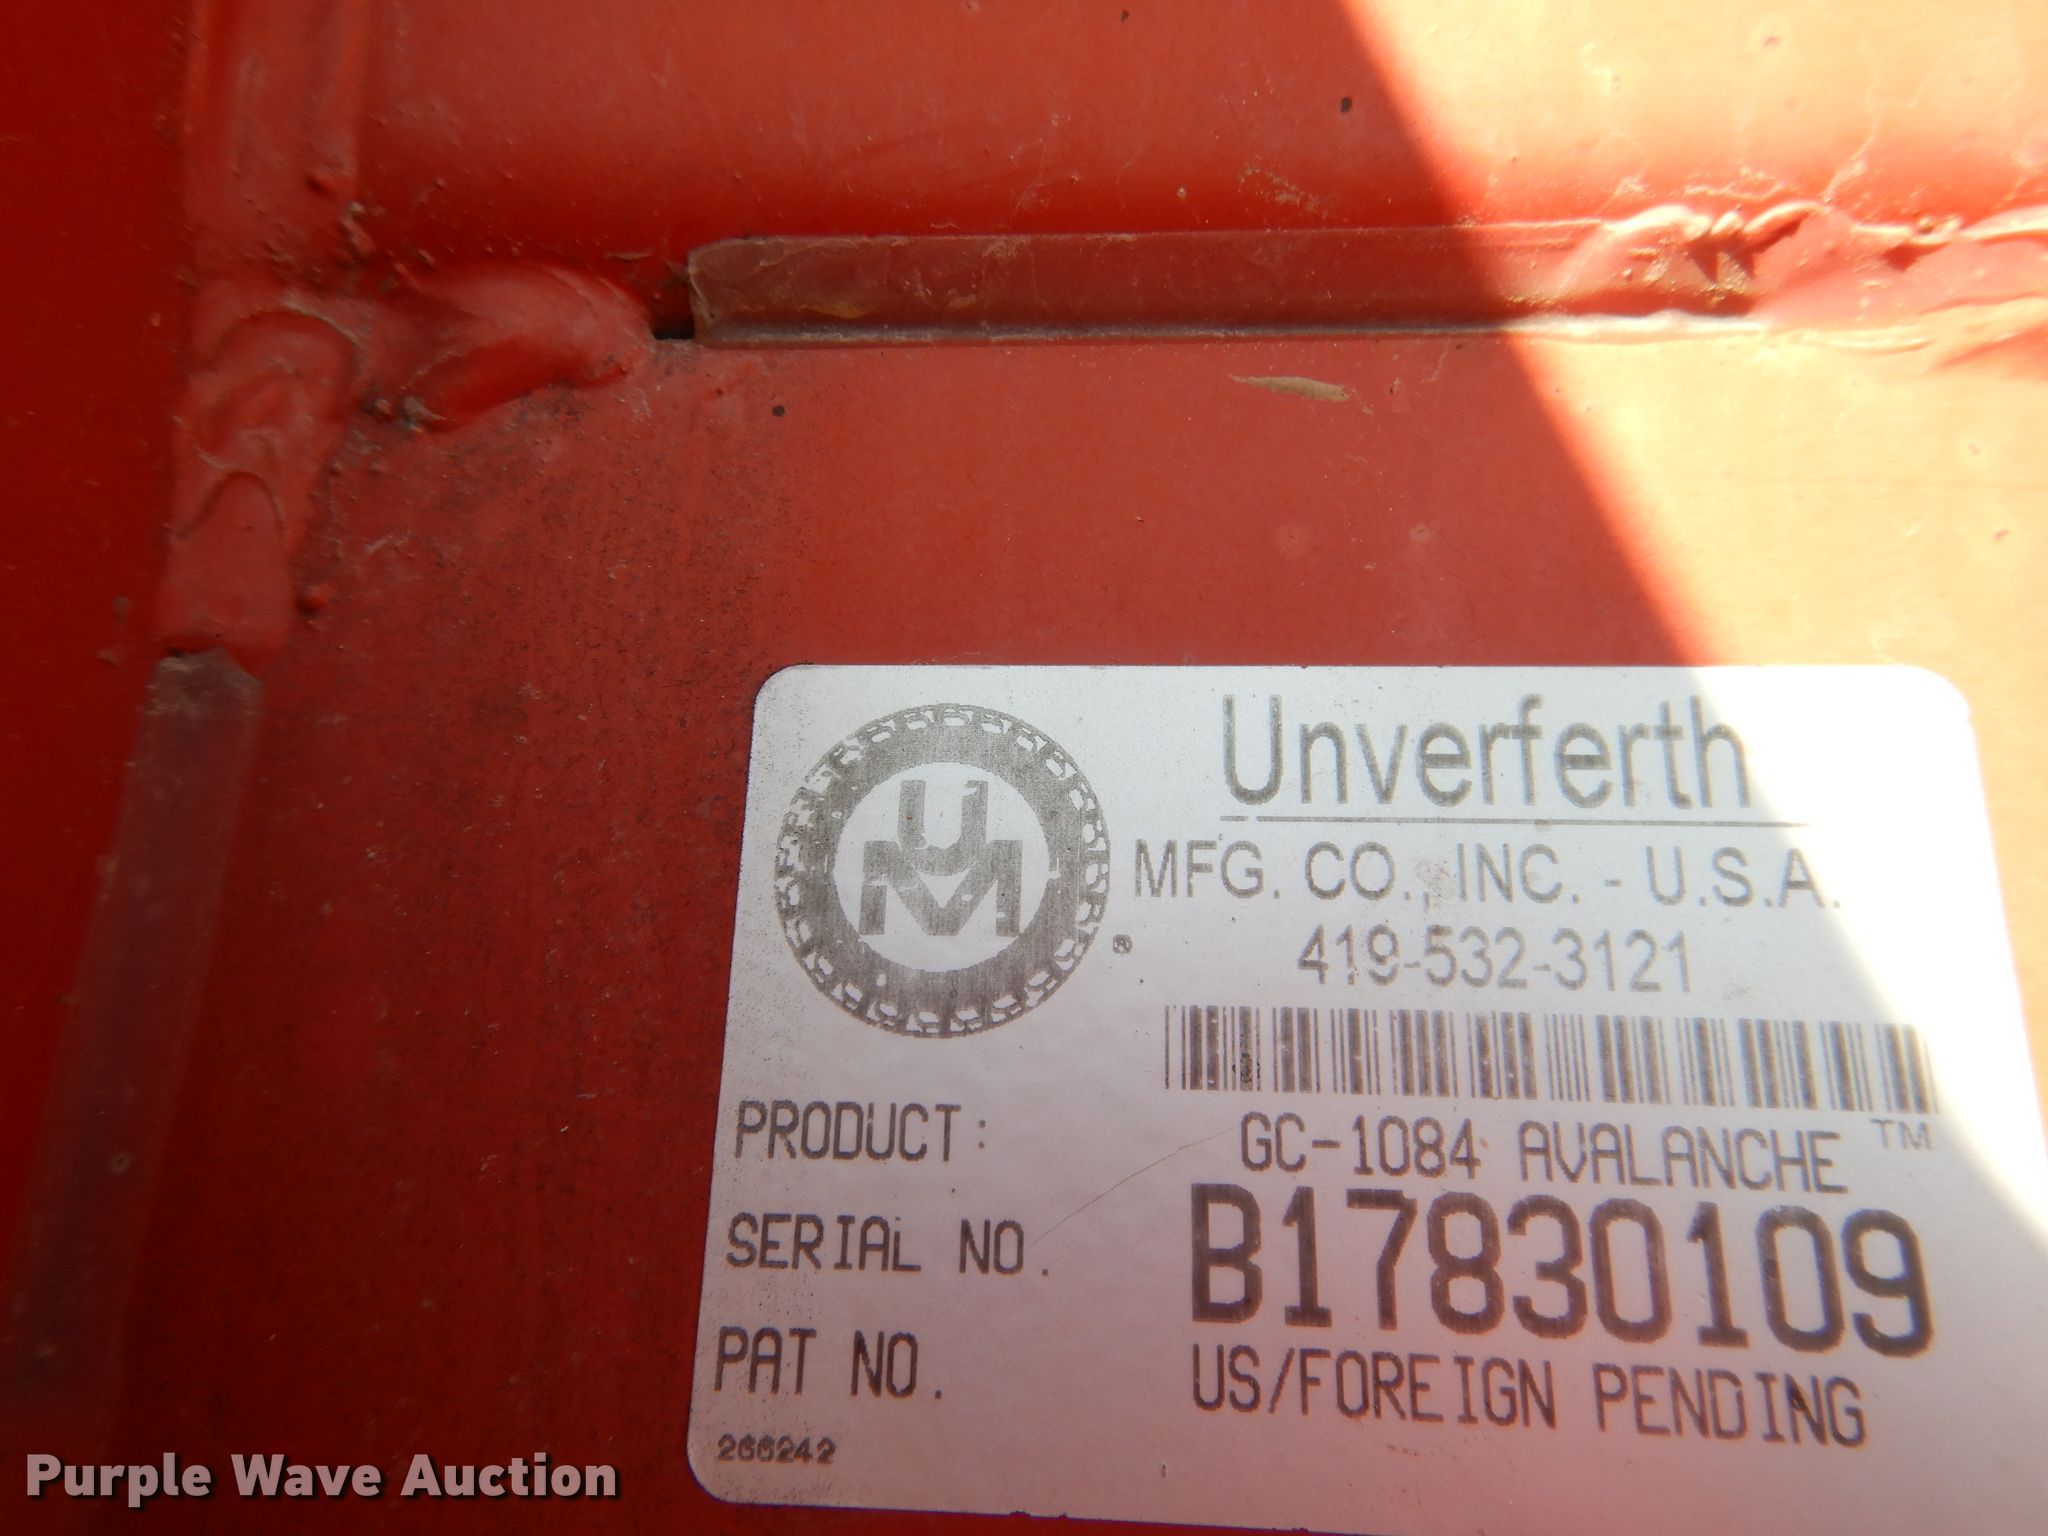 UM ®
Unverferth
MFG. CO., INC. - U.S.A.
419-532-3121
PRODUCT: GC-1084 AVALANCHE ™
SERIAL NO. B17830109
PAT NO. US/FOREIGN PENDING
266242
Purple Wave Auction